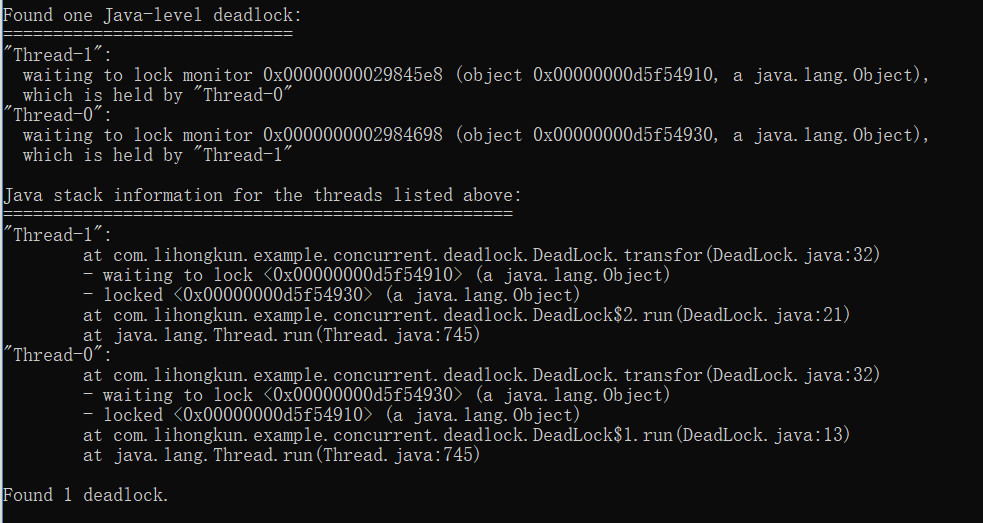 Found one Java-level deadlock:
=============================
"Thread-1":
  waiting to lock monitor 0x00000000029845e8 (object 0x00000000d5f54910, a java.lang.Object),
  which is held by "Thread-0"
"Thread-0":
  waiting to lock monitor 0x0000000002984698 (object 0x00000000d5f54930, a java.lang.Object),
  which is held by "Thread-1"

Java stack information for the threads listed above:
===================================================
"Thread-1":
        at com.lihongkun.example.concurrent.deadlock.DeadLock.transfor(DeadLock.java:32)
        - waiting to lock <0x00000000d5f54910> (a java.lang.Object)
        - locked <0x00000000d5f54930> (a java.lang.Object)
        at com.lihongkun.example.concurrent.deadlock.DeadLock$2.run(DeadLock.java:21)
        at java.lang.Thread.run(Thread.java:745)
"Thread-0":
        at com.lihongkun.example.concurrent.deadlock.DeadLock.transfor(DeadLock.java:32)
        - waiting to lock <0x00000000d5f54930> (a java.lang.Object)
        - locked <0x00000000d5f54910> (a java.lang.Object)
        at com.lihongkun.example.concurrent.deadlock.DeadLock$1.run(DeadLock.java:13)
        at java.lang.Thread.run(Thread.java:745)

Found 1 deadlock.